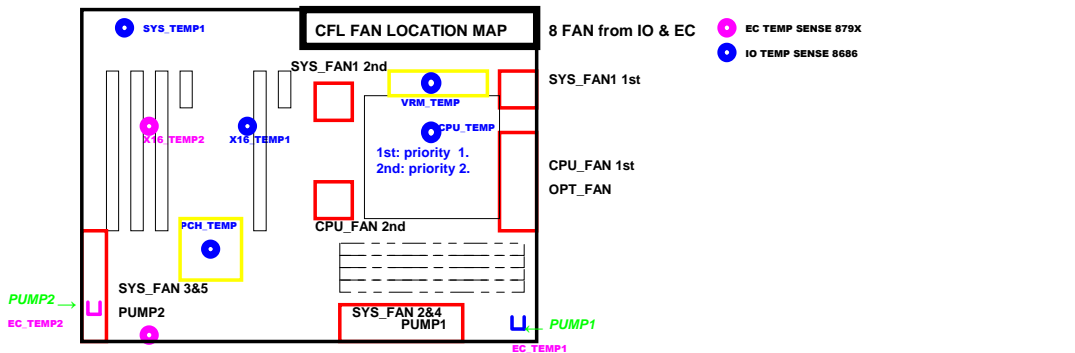 SYS_TEMP1
CFL FAN LOCATION MAP
8 FAN from IO & EC
EC TEMP SENSE 879X
IO TEMP SENSE 8686
SYS_FAN1 2nd
SYS_FAN1 1st
VRM_TEMP
X16_TEMP2
X16_TEMP1
CPU_TEMP
1st: priority 1.
2nd: priority 2.
CPU_FAN 1st
OPT_FAN
PCH_TEMP
CPU_FAN 2nd
SYS_FAN 3&5
PUMP2
PUMP2
EC_TEMP2
SYS_FAN 2&4
PUMP1
PUMP1
EC_TEMP1